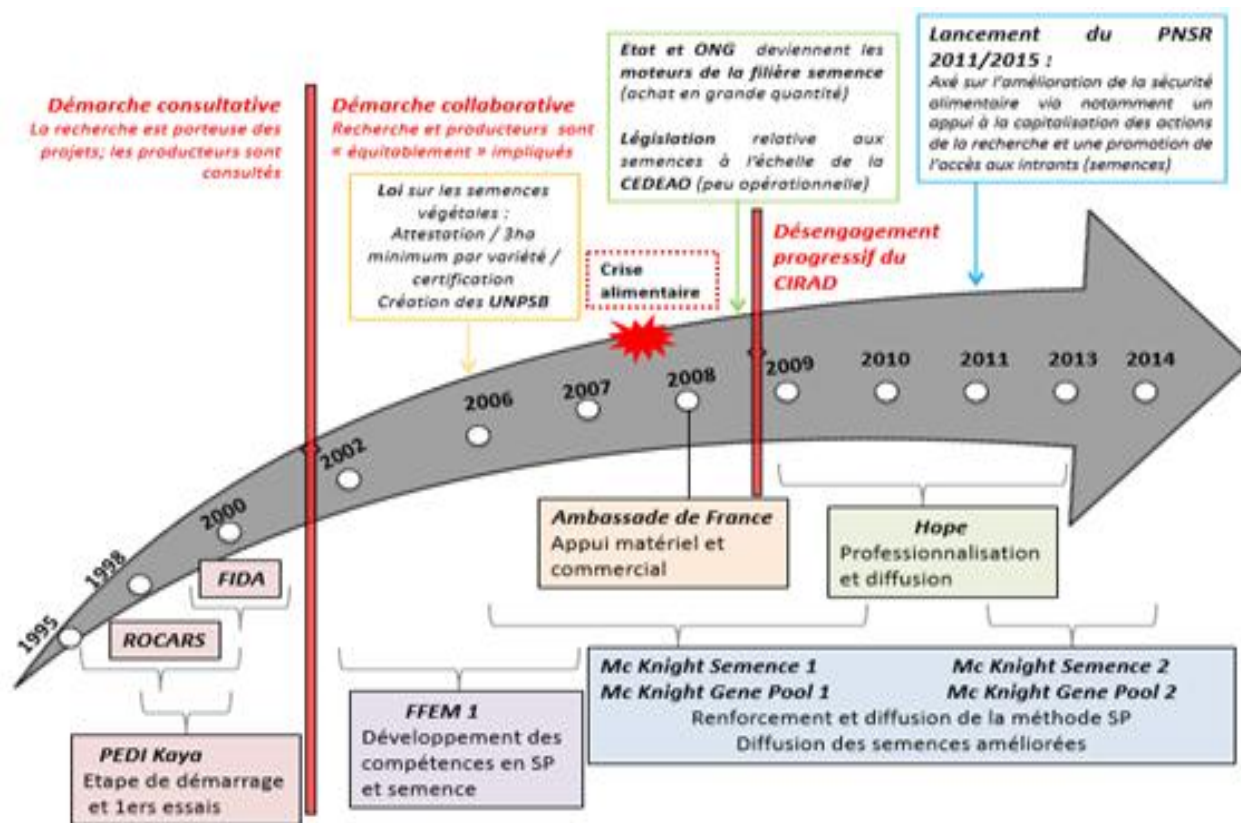 Démarche consultative
La recherche est porteuse des
projets; les producteurs sont
consultés
Démarche collaborative
Recherche et producteurs sont
« équitablement » impliqués
Loi sur les semences
végétales :
Attestation / 3ha
minimum par variété /
certification
Création des UNPSB
Crise
alimentaire
Etat et ONG deviennent les
moteurs de la filière semence
(achat en grande quantité)
Législation relative aux
semences à l'échelle de la
CEDEAO (peu opérationnelle)
Désengagement
progressif du
CIRAD
Lancement du PNSR
2011/2015 :
Axé sur l'amélioration de la sécurité
alimentaire via notamment un
appui à la capitalisation des actions
de la recherche et une promotion de
l'accès aux intrants (semences)
1995
1998
2000
2002
2006
2007
2008
2009
2010
2011
2013
2014
FIDA
ROCARS
PEDI Kaya
Etape de démarrage
et 1ers essais
FFEM 1
Développement des
compétences en SP
et semence
Ambassade de France
Appui matériel et
commercial
Hope
Professionnalisation
et diffusion
Mc Knight Semence 1 Mc Knight Semence 2
Mc Knight Gene Pool 1 Mc Knight Gene Pool 2
Renforcement et diffusion de la méthode SP
Diffusion des semences améliorées